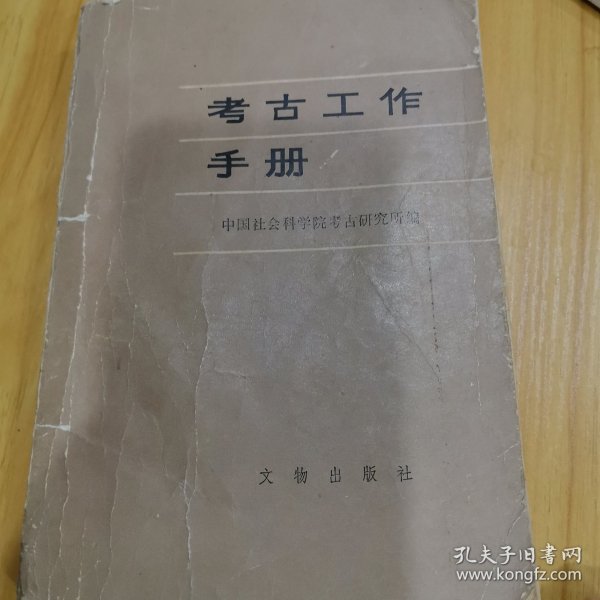 考古工作
手册
中国社会科学院考古研究所编
文物出版社
孔夫子旧书网
www.kongfz.com